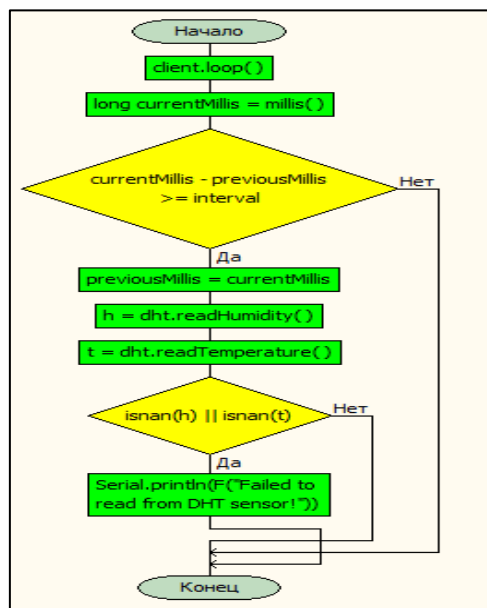 Начало
client.loop()
long currentMillis = millis()
currentMillis - previousMillis
>= interval
Нет
Да
previousMillis = currentMillis
h = dht.readHumidity()
t = dht.readTemperature()
isnan(h) || isnan(t)
Нет
Да
Serial.println(F("Failed to
read from DHT sensor!"))
Конец